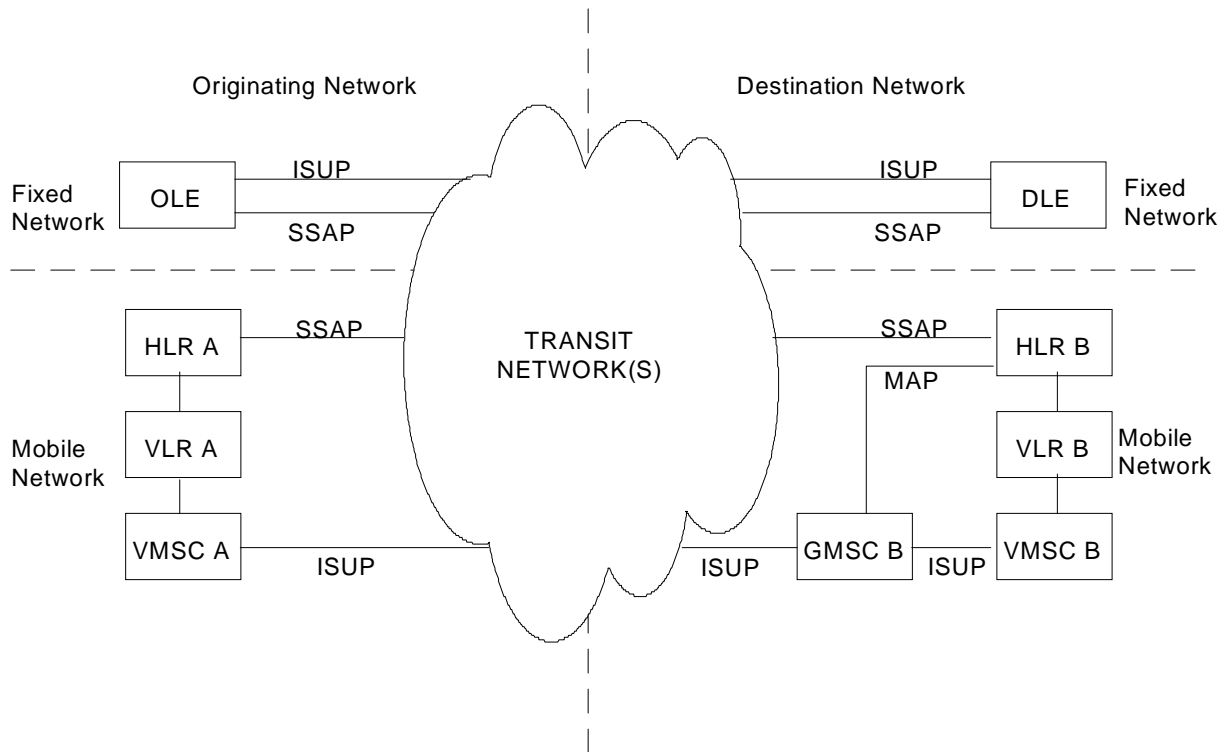 Originating Network
Destination Network
ISUP
ISUP
Fixed
Network
OLE
DLE
Fixed
Network
SSAP
SSAP
HLR A
SSAP
TRANSIT
NETWORK(S)
SSAP
HLR B
MAP
Mobile
Network
VLR A
VLR B
Mobile
Network
VMSC A
ISUP
ISUP
GMSC B
ISUP
VMSC B